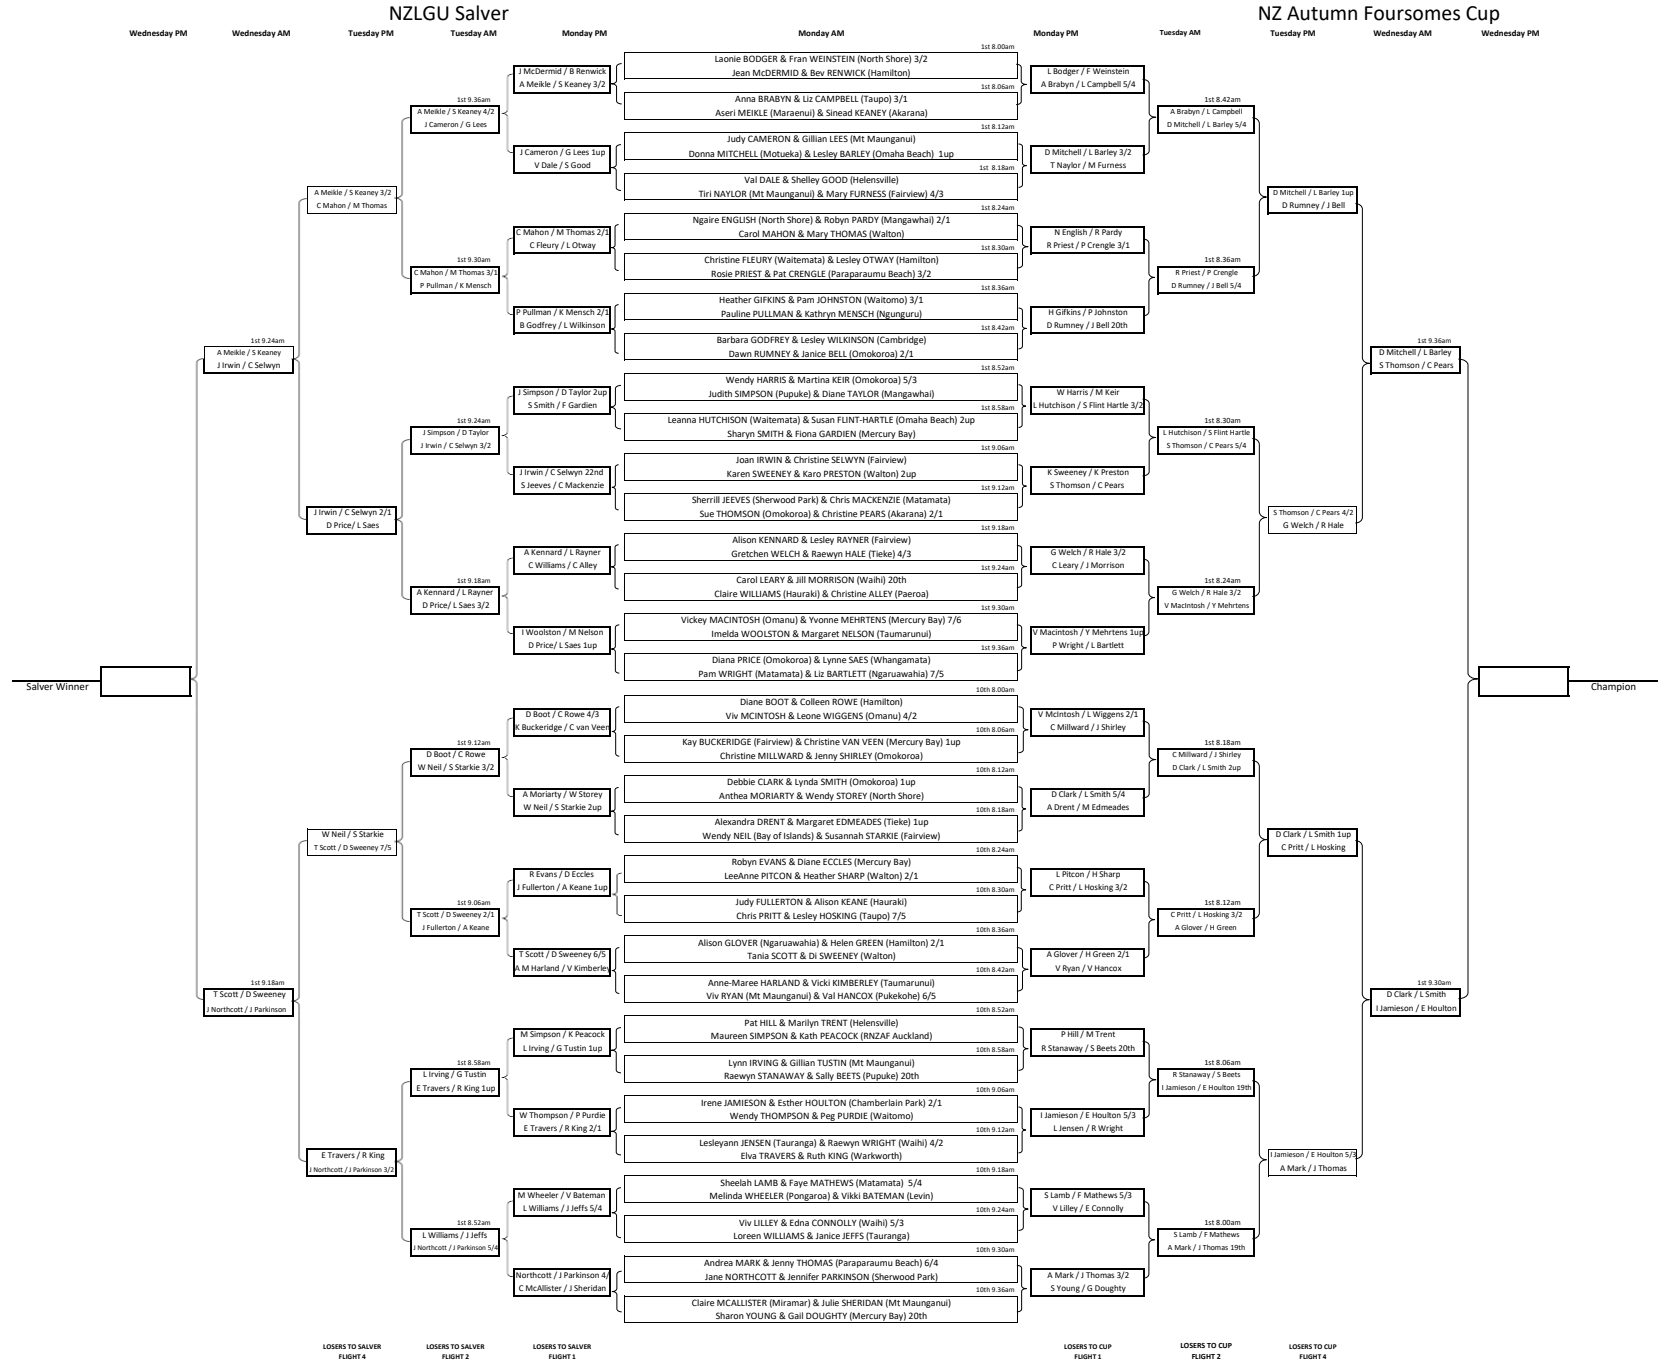 NZLGU Salver
NZ Autumn Foursomes Cup
Wednesday PM
Wednesday AM
Tuesday PM
Tuesday AM
Monday PM
Monday AM
Monday PM
Tuesday AM
Tuesday PM
Wednesday AM
Wednesday PM
1st 8.00am
Laonie BODGER & Fran WEINSTEIN (North Shore) 3/2
Jean McDERMID & Bev RENWICK (Hamilton)
1st 8.06am
Anna BRABYN & Liz CAMPBELL (Taupo) 3/1
Aseri MEIKLE (Maraenui) & Sinead KEANEY (Akarana)
1st 8.12am
Judy CAMERON & Gillian LEES (Mt Maunganui)
Donna MITCHELL (Motueka) & Lesley BARLEY (Omaha Beach) 1up
1st 8.18am
Val DALE & Shelley GOOD (Helensville)
Tiri NAYLOR (Mt Maunganui) & Mary FURNESS (Fairview) 4/3
1st 8.24am
Ngaire ENGLISH (North Shore) & Robyn PARDY (Mangawhai) 2/1
Carol MAHON & Mary THOMAS (Walton)
1st 8.30am
Christine FLEURY (Waitemata) & Lesley OTWAY (Hamilton)
Rosie PRIEST & Pat CRENGLE (Paraparaumu Beach) 3/2
1st 8.36am
Heather GIFKINS & Pam JOHNSTON (Waitomo) 3/1
Pauline PULLMAN & Kathryn MENSCH (Ngunguru)
1st 8.42am
Barbara GODFREY & Lesley WILKINSON (Cambridge)
Dawn RUMNEY & Janice BELL (Omokoroa) 2/1
1st 8.52am
Wendy HARRIS & Martina KEIR (Omokoroa) 5/3
Judith SIMPSON (Pupuke) & Diane TAYLOR (Mangawhai)
1st 8.58am
Leanna HUTCHISON (Waitemata) & Susan FLINT-HARTLE (Omaha Beach) 2up
Sharyn SMITH & Fiona GARDIEN (Mercury Bay)
1st 9.06am
Joan IRWIN & Christine SELWYN (Fairview)
Karen SWEENEY & Karo PRESTON (Walton) 2up
1st 9.12am
Sherrill JEEVES (Sherwood Park) & Chris MACKENZIE (Matamata)
Sue THOMSON (Omokoroa) & Christine PEARS (Akarana) 2/1
1st 9.18am
Alison KENNARD & Lesley RAYNER (Fairview)
Gretchen WELCH & Raewyn HALE (Tieke) 4/3
1st 9.24am
Carol LEARY & Jill MORRISON (Waihi) 20th
Claire WILLIAMS (Hauraki) & Christine ALLEY (Paeroa)
1st 9.30am
Vickey MACINTOSH (Omanu) & Yvonne MEHRTENS (Mercury Bay) 7/6
Imelda WOOLSTON & Margaret NELSON (Taumarunui)
1st 9.36am
Diana PRICE (Omokoroa) & Lynne SAES (Whangamata)
Pam WRIGHT (Matamata) & Liz BARTLETT (Ngaruawahia) 7/5
10th 8.00am
Diane BOOT & Colleen ROWE (Hamilton)
Viv MCINTOSH & Leone WIGGENS (Omanu) 4/2
10th 8.06am
Kay BUCKERIDGE (Fairview) & Christine VAN VEEN (Mercury Bay) 1up
Christine MILLWARD & Jenny SHIRLEY (Omokoroa)
10th 8.12am
Debbie CLARK & Lynda SMITH (Omokoroa) 1up
Anthea MORIARTY & Wendy STOREY (North Shore)
10th 8.18am
Alexandra DRENT & Margaret EDMEADES (Tieke) 1up
Wendy NEIL (Bay of Islands) & Susannah STARKIE (Fairview)
10th 8.24am
Robyn EVANS & Diane ECCLES (Mercury Bay)
LeeAnne PITCON & Heather SHARP (Walton) 2/1
10th 8.30am
Judy FULLERTON & Alison KEANE (Hauraki)
Chris PRITT & Lesley HOSKING (Taupo) 7/5
10th 8.36am
Alison GLOVER (Ngaruawahia) & Helen GREEN (Hamilton) 2/1
Tania SCOTT & Di SWEENEY (Walton)
10th 8.42am
Anne-Maree HARLAND & Vicki KIMBERLEY (Taumarunui)
Viv RYAN (Mt Maunganui) & Val HANCOX (Pukekohe) 6/5
10th 8.52am
Pat HILL & Marilyn TRENT (Helensville)
Maureen SIMPSON & Kath PEACOCK (RNZAF Auckland)
10th 8.58am
Lynn IRVING & Gillian TUSTIN (Mt Maunganui)
Raewyn STANAWAY & Sally BEETS (Pupuke) 20th
10th 9.06am
Irene JAMIESON & Esther HOULTON (Chamberlain Park) 2/1
Wendy THOMPSON & Peg PURDIE (Waitomo)
10th 9.12am
Lesleyann JENSEN (Tauranga) & Raewyn WRIGHT (Waihi) 4/2
Elva TRAVERS & Ruth KING (Warkworth)
10th 9.18am
Sheelah LAMB & Faye MATHEWS (Matamata) 5/4
Melinda WHEELER (Pongaroa) & Vikki BATEMAN (Levin)
10th 9.24am
Viv LILLEY & Edna CONNOLLY (Waihi) 5/3
Loreen WILLIAMS & Janice JEFFS (Tauranga)
10th 9.30am
Andrea MARK & Jenny THOMAS (Paraparaumu Beach) 6/4
Jane NORTHCOTT & Jennifer PARKINSON (Sherwood Park)
10th 9.36am
Claire MCALLISTER (Miramar) & Julie SHERIDAN (Mt Maunganui)
Sharon YOUNG & Gail DOUGHTY (Mercury Bay) 20th
J McDermid / B Renwick
A Meikle / S Keaney 3/2
J Cameron / G Lees 1up
V Dale / S Good
C Mahon / M Thomas 2/1
C Fleury / L Otway
P Pullman / K Mensch 2/1
B Godfrey / L Wilkinson
J Simpson / D Taylor 2up
S Smith / F Gardien
J Irwin / C Selwyn 22nd
S Jeeves / C Mackenzie
A Kennard / L Rayner
C Williams / C Alley
I Woolston / M Nelson
D Price/ L Saes 1up
D Boot / C Rowe 4/3
K Buckeridge / C van Veen
A Moriarty / W Storey
W Neil / S Starkie 2up
R Evans / D Eccles
J Fullerton / A Keane 1up
T Scott / D Sweeney 6/5
A M Harland / V Kimberley
M Simpson / K Peacock
L Irving / G Tustin 1up
W Thompson / P Purdie
E Travers / R King 2/1
M Wheeler / V Bateman
L Williams / J Jeffs 5/4
Northcott / J Parkinson 4/
C McAllister / J Sheridan
1st 9.36am
A Meikle / S Keaney 4/2
J Cameron / G Lees
1st 9.30am
C Mahon / M Thomas 3/1
P Pullman / K Mensch
1st 9.24am
J Simpson / D Taylor
J Irwin / C Selwyn 3/2
1st 9.18am
A Kennard / L Rayner
D Price/ L Saes 3/2
1st 9.12am
D Boot / C Rowe
W Neil / S Starkie 3/2
1st 9.06am
T Scott / D Sweeney 2/1
J Fullerton / A Keane
1st 8.58am
L Irving / G Tustin
E Travers / R King 1up
1st 8.52am
L Williams / J Jeffs
J Northcott / J Parkinson 5/4
A Meikle / S Keaney 3/2
C Mahon / M Thomas
J Irwin / C Selwyn 2/1
D Price/ L Saes
W Neil / S Starkie
T Scott / D Sweeney 7/5
E Travers / R King
J Northcott / J Parkinson 3/2
1st 9.24am
A Meikle / S Keaney
J Irwin / C Selwyn
1st 9.18am
T Scott / D Sweeney
J Northcott / J Parkinson
Salver Winner
L Bodger / F Weinstein
A Brabyn / L Campbell 5/4
D Mitchell / L Barley 3/2
T Naylor / M Furness
N English / R Pardy
R Priest / P Crengle 3/1
H Gifkins / P Johnston
D Rumney / J Bell 20th
W Harris / M Keir
L Hutchison / S Flint Hartle 3/2
K Sweeney / K Preston
S Thomson / C Pears
G Welch / R Hale 3/2
C Leary / J Morrison
V Macintosh / Y Mehrtens 1up
P Wright / L Bartlett
V McIntosh / L Wiggens 2/1
C Millward / J Shirley
D Clark / L Smith 5/4
A Drent / M Edmeades
L Pitcon / H Sharp
C Pritt / L Hosking 3/2
A Glover / H Green 2/1
V Ryan / V Hancox
P Hill / M Trent
R Stanaway / S Beets 20th
I Jamieson / E Houlton 5/3
L Jensen / R Wright
S Lamb / F Mathews 5/3
V Lilley / E Connolly
A Mark / J Thomas 3/2
S Young / G Doughty
1st 8.42am
A Brabyn / L Campbell
D Mitchell / L Barley 5/4
1st 8.36am
R Priest / P Crengle
D Rumney / J Bell 5/4
1st 8.30am
L Hutchison / S Flint Hartle
S Thomson / C Pears 5/4
1st 8.24am
G Welch / R Hale 3/2
V MacIntosh / Y Mehrtens
1st 8.18am
C Millward / J Shirley
D Clark / L Smith 2up
1st 8.12am
C Pritt / L Hosking 3/2
A Glover / H Green
1st 8.06am
R Stanaway / S Beets
I Jamieson / E Houlton 19th
1st 8.00am
S Lamb / F Mathews
A Mark / J Thomas 19th
D Mitchell / L Barley 1up
D Rumney / J Bell
S Thomson / C Pears 4/2
G Welch / R Hale
D Clark / L Smith 1up
C Pritt / L Hosking
I Jamieson / E Houlton 5/3
A Mark / J Thomas
1st 9.36am
D Mitchell / L Barley
S Thomson / C Pears
1st 9.30am
D Clark / L Smith
I Jamieson / E Houlton
Champion
LOSERS TO SALVER
FLIGHT 4
LOSERS TO SALVER
FLIGHT 2
LOSERS TO SALVER
FLIGHT 1
LOSERS TO CUP
FLIGHT 1
LOSERS TO CUP
FLIGHT 2
LOSERS TO CUP
FLIGHT 4